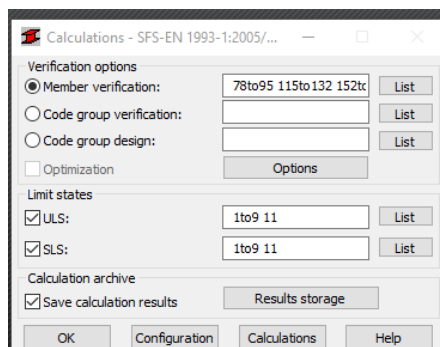 Calculations - SFS-EN 1993-1:2005/...
Verification options
Member verification: 78to95 115to132 152to List
Code group verification: List
Code group design: List
Optimization Options
Limit states
ULS: 1to9 11 List
SLS: 1to9 11 List
Calculation archive
Save calculation results Results storage
OK Configuration Calculations Help